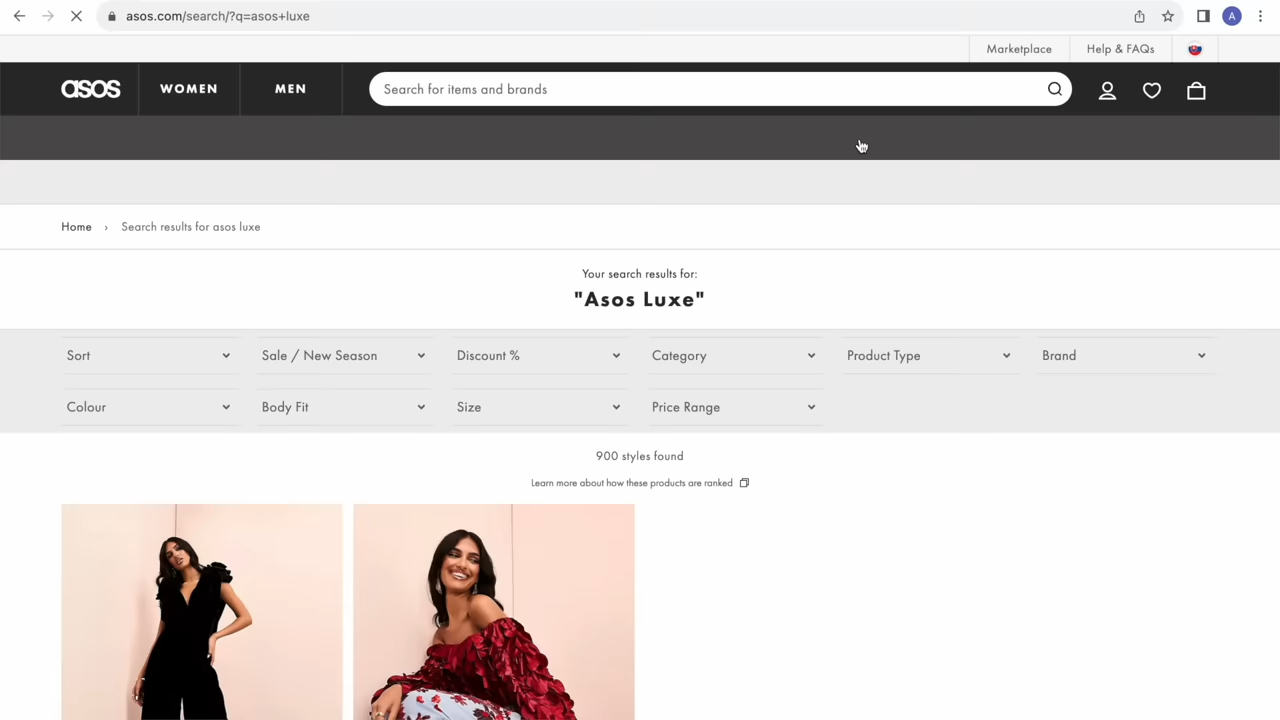 asos.com/search/?q=asos+luxe
A
Marketplace
Help & FAQs
asos
WOMEN
MEN
Search for items and brands
Home › Search results for asos luxe
Your search results for:
"Asos Luxe"
Sort
Sale / New Season
Discount %
Category
Product Type
Brand
Colour
Body Fit
Size
Price Range
900 styles found
Learn more about how these products are ranked